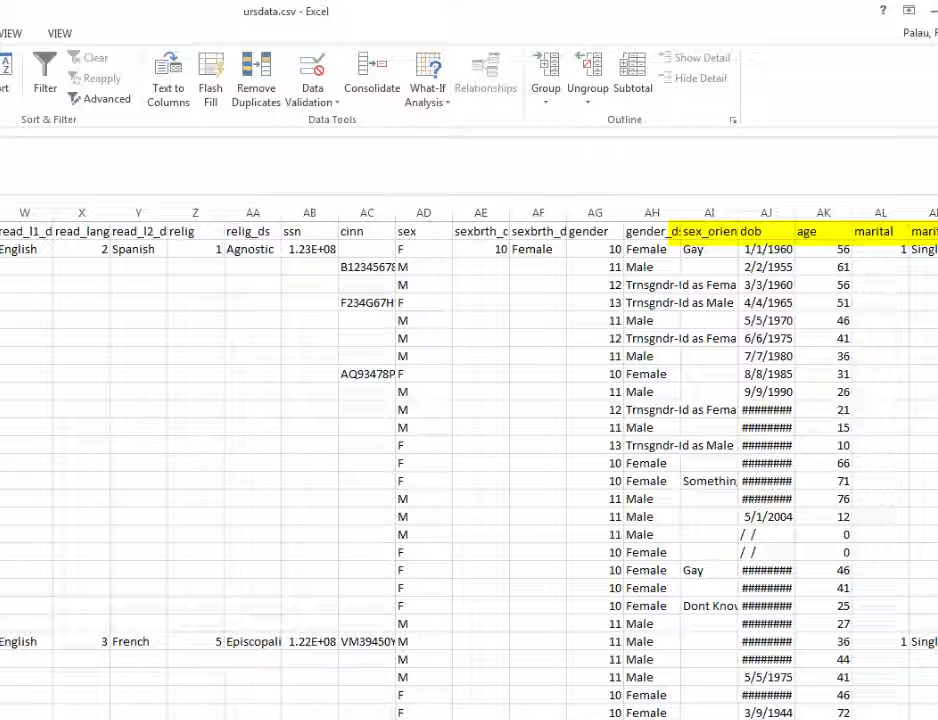 ursdata.csv - Excel
?
VIEW VIEW Palau,
Clear
Reapply
Advanced
Filter Text to Columns Flash Fill Remove Duplicates Data Validation Consolidate What-If Analysis Relationships Group Ungroup Subtotal
Show Detail
Hide Detail
Sort & Filter Data Tools Outline
W X Y Z AA AB AC AD AE AF AG AH AI AJ AK AL
read_l1_d read_lang read_l2_d relig relig_ds ssn cinn sex sexbrth_c sexbrth_d gender gender_ds sex_orien dob age marital marit
English 2 Spanish 1 Agnostic 1.23E+08 F 10 Female 10 Female Gay 1/1/1960 56 1 Singl
B12345678 M 11 Male 2/2/1955 61
M 12 Trnsgndr-Id as Fema 3/3/1960 56
F234G67H F 13 Trnsgndr-Id as Male 4/4/1965 51
M 11 Male 5/5/1970 46
M 12 Trnsgndr-Id as Fema 6/6/1975 41
M 11 Male 7/7/1980 36
AQ93478P F 10 Female 8/8/1985 31
M 11 Male 9/9/1990 26
M 12 Trnsgndr-Id as Fema ######## 21
M 11 Male ######## 15
F 13 Trnsgndr-Id as Male ######## 10
F 10 Female ######## 66
F 10 Female Somethin ######## 71
M 11 Male ######## 76
M 11 Male 5/1/2004 12
M 11 Male / / 0
F 10 Female / / 0
F 10 Female Gay ######## 46
F 10 Female ######## 41
F 10 Female Dont Know ######## 25
M 11 Male ######## 27
English 3 French 5 Episcopali 1.22E+08 VM39450Y M 11 Male ######## 36 1 Singl
M 11 Male ######## 44
M 11 Male 5/5/1975 41
F 10 Female ######## 46
F 10 Female 3/9/1944 72